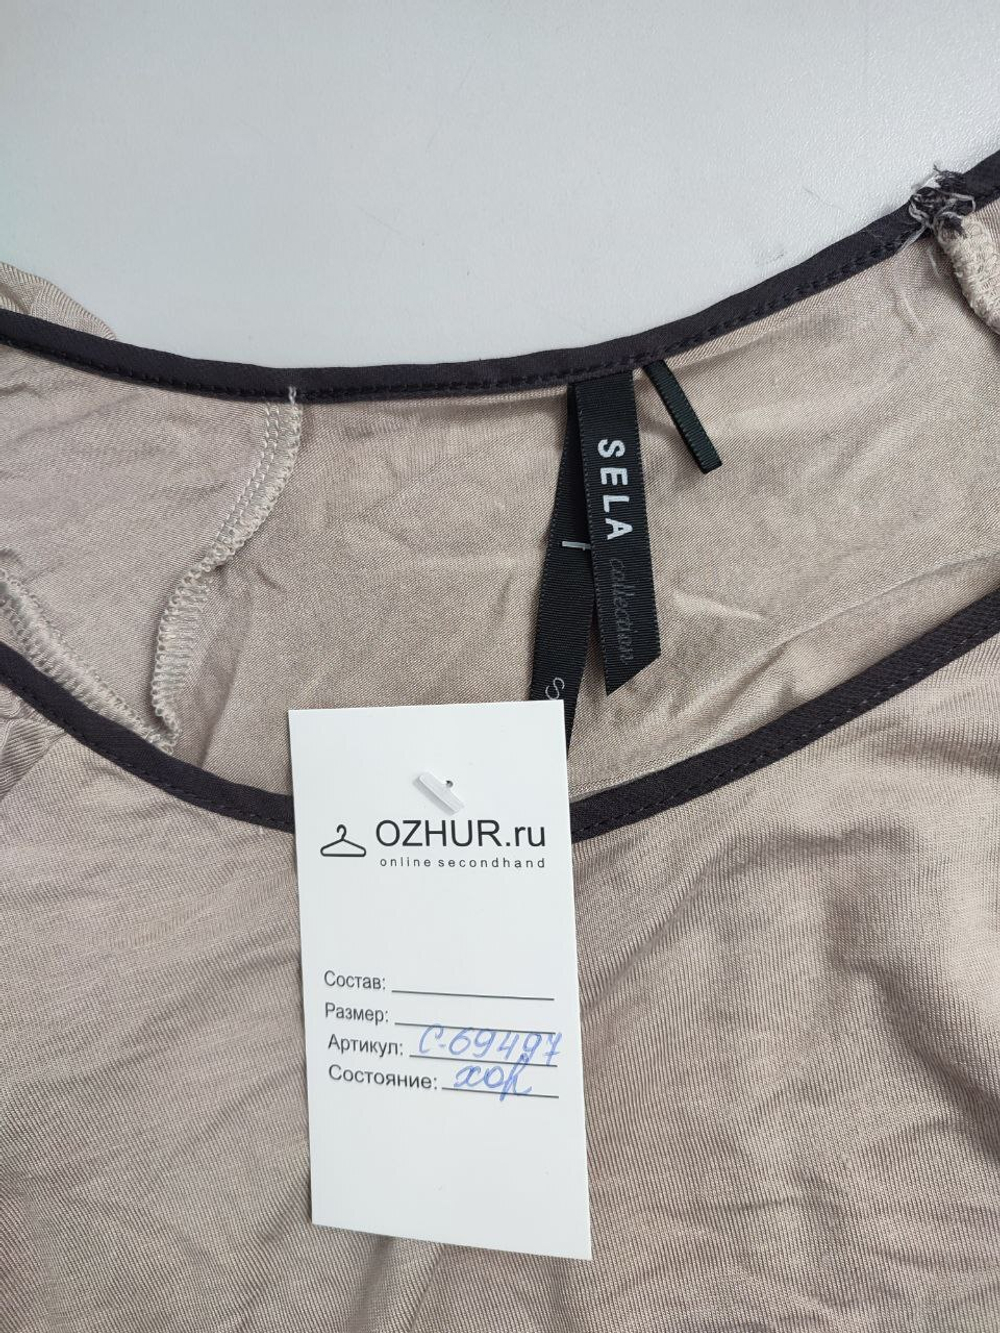 SELA
collection
S
OZHUR.ru
online secondhand
Состав:
Размер:
Артикул: С-69497
Состояние: хор